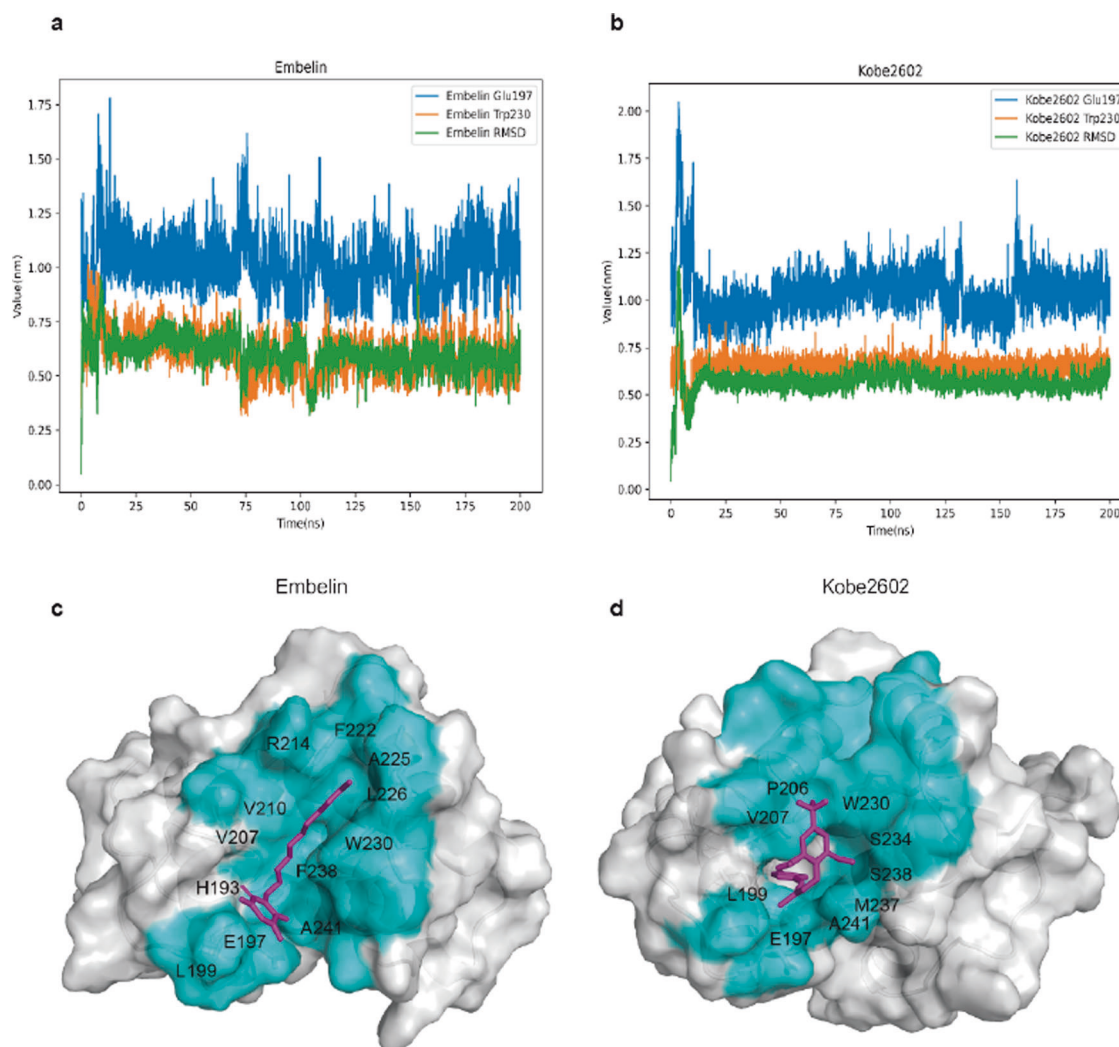 a
b
Embelin
Kobe2602
Embelin Glu197
Embelin Trp230
Embelin RMSD
Kobe2602 Glu197
Kobe2602 Trp230
Kobe2602 RMSD
1.75
1.50
1.25
1.00
0.75
0.50
0.25
0.00
Value(nm)
0 25 50 75 100 125 150 175 200
Time(ns)
2.00
1.75
1.50
1.25
1.00
0.75
0.50
0.25
0.00
Value(nm)
0 25 50 75 100 125 150 175 200
Time(ns)
Embelin
Kobe2602
c
d
F222
R214
A225
L226
V210
V207
W230
F238
H193
A241
E197
L199
P206
W230
V207
S234
S238
L199
M237
A241
E197